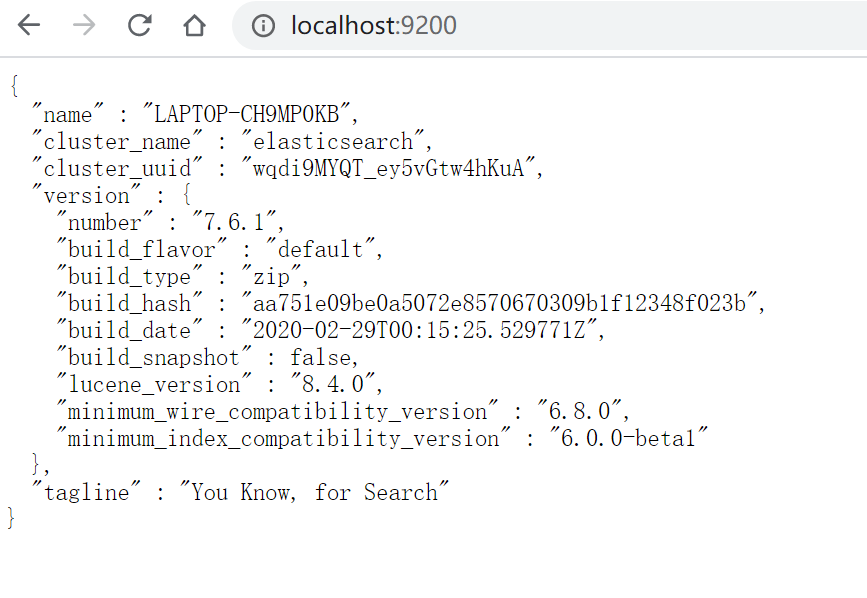 localhost:9200
{
"name" : "LAPTOP-CH9MP0KB",
"cluster_name" : "elasticsearch",
"cluster_uuid" : "wqdi9MYQT_ey5vGtw4hKuA",
"version" : {
"number" : "7.6.1",
"build_flavor" : "default",
"build_type" : "zip",
"build_hash" : "aa751e09be0a5072e8570670309b1f12348f023b",
"build_date" : "2020-02-29T00:15:25.529771Z",
"build_snapshot" : false,
"lucene_version" : "8.4.0",
"minimum_wire_compatibility_version" : "6.8.0",
"minimum_index_compatibility_version" : "6.0.0-beta1"
},
"tagline" : "You Know, for Search"
}